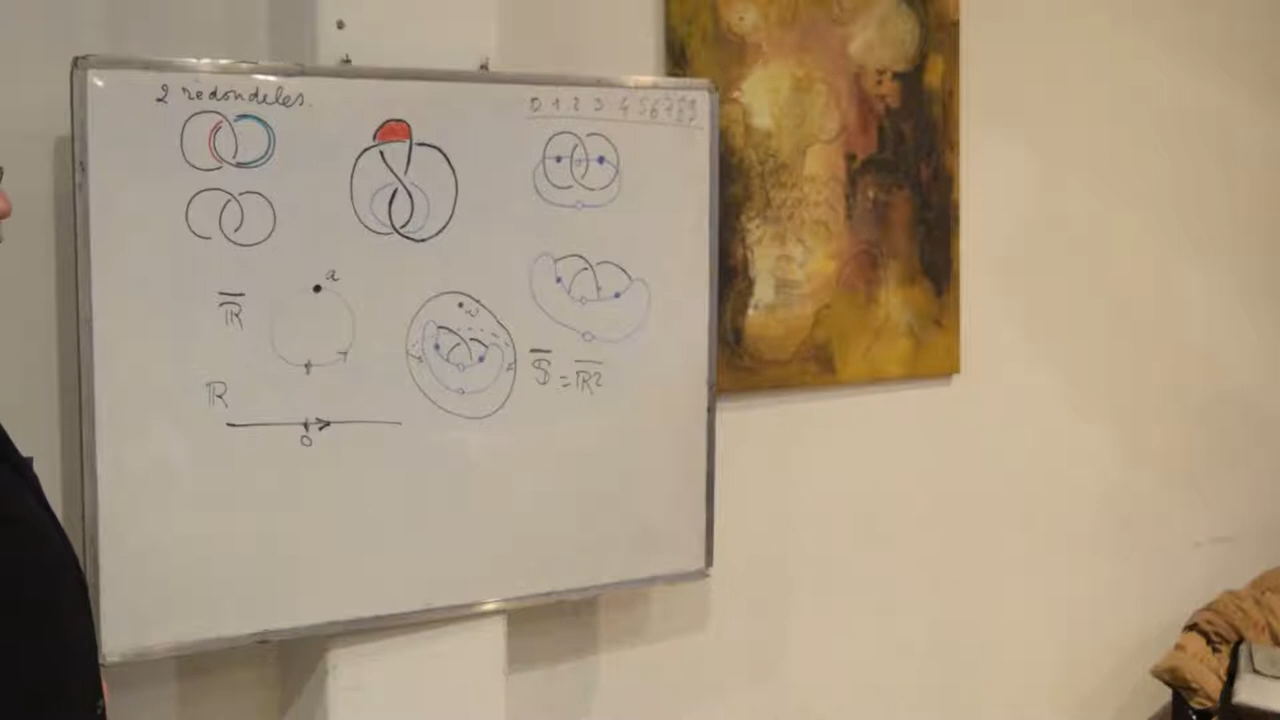 2 redondeles.
0 1 2 3 4 5 6 7 8 9
a
ℝ̅
ω
S̅ = ℝ̅²
ℝ
0